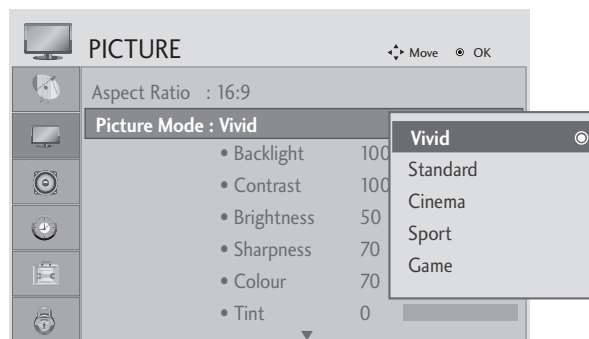 PICTURE
Move OK
Aspect Ratio : 16:9
Picture Mode : Vivid
• Backlight 100
• Contrast 100
• Brightness 50
• Sharpness 70
• Colour 70
• Tint 0
Vivid
Standard
Cinema
Sport
Game